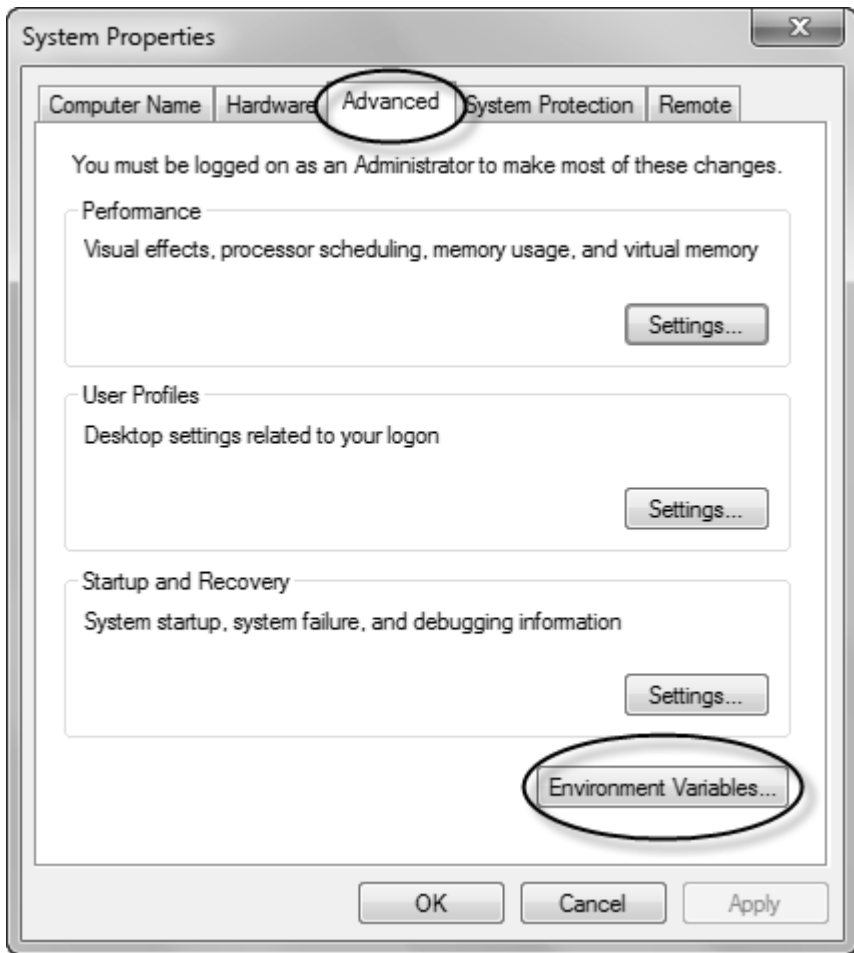 System Properties
Computer Name Hardware Advanced System Protection Remote
You must be logged on as an Administrator to make most of these changes.
Performance
Visual effects, processor scheduling, memory usage, and virtual memory
Settings...
User Profiles
Desktop settings related to your logon
Settings...
Startup and Recovery
System startup, system failure, and debugging information
Settings...
Environment Variables...
OK Cancel Apply